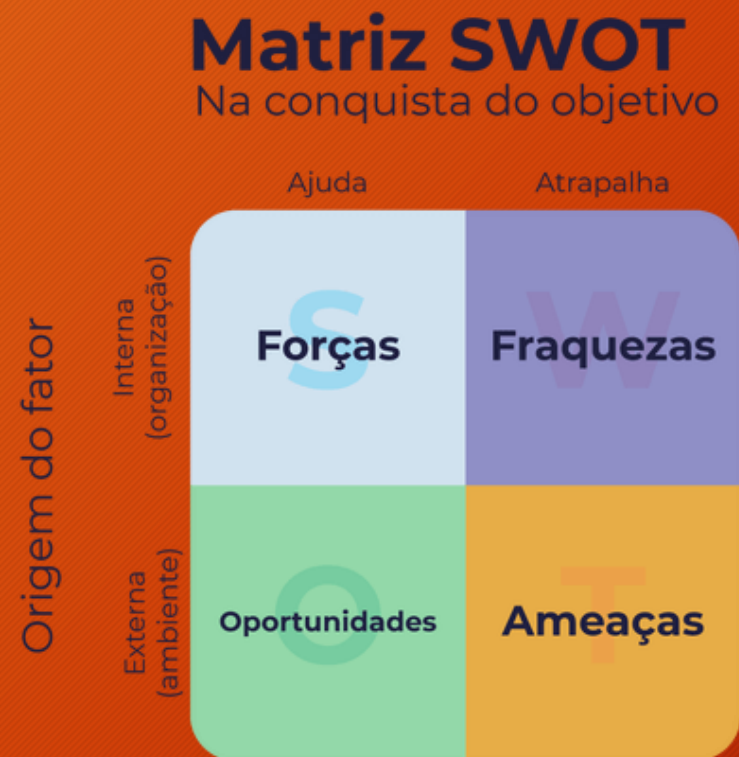 Matriz SWOT
Na conquista do objetivo
Ajuda
Atrapalha
Origem do fator
Interna
(organização)
S
Forças
W
Fraquezas
Externa
(ambiente)
O
Oportunidades
T
Ameaças